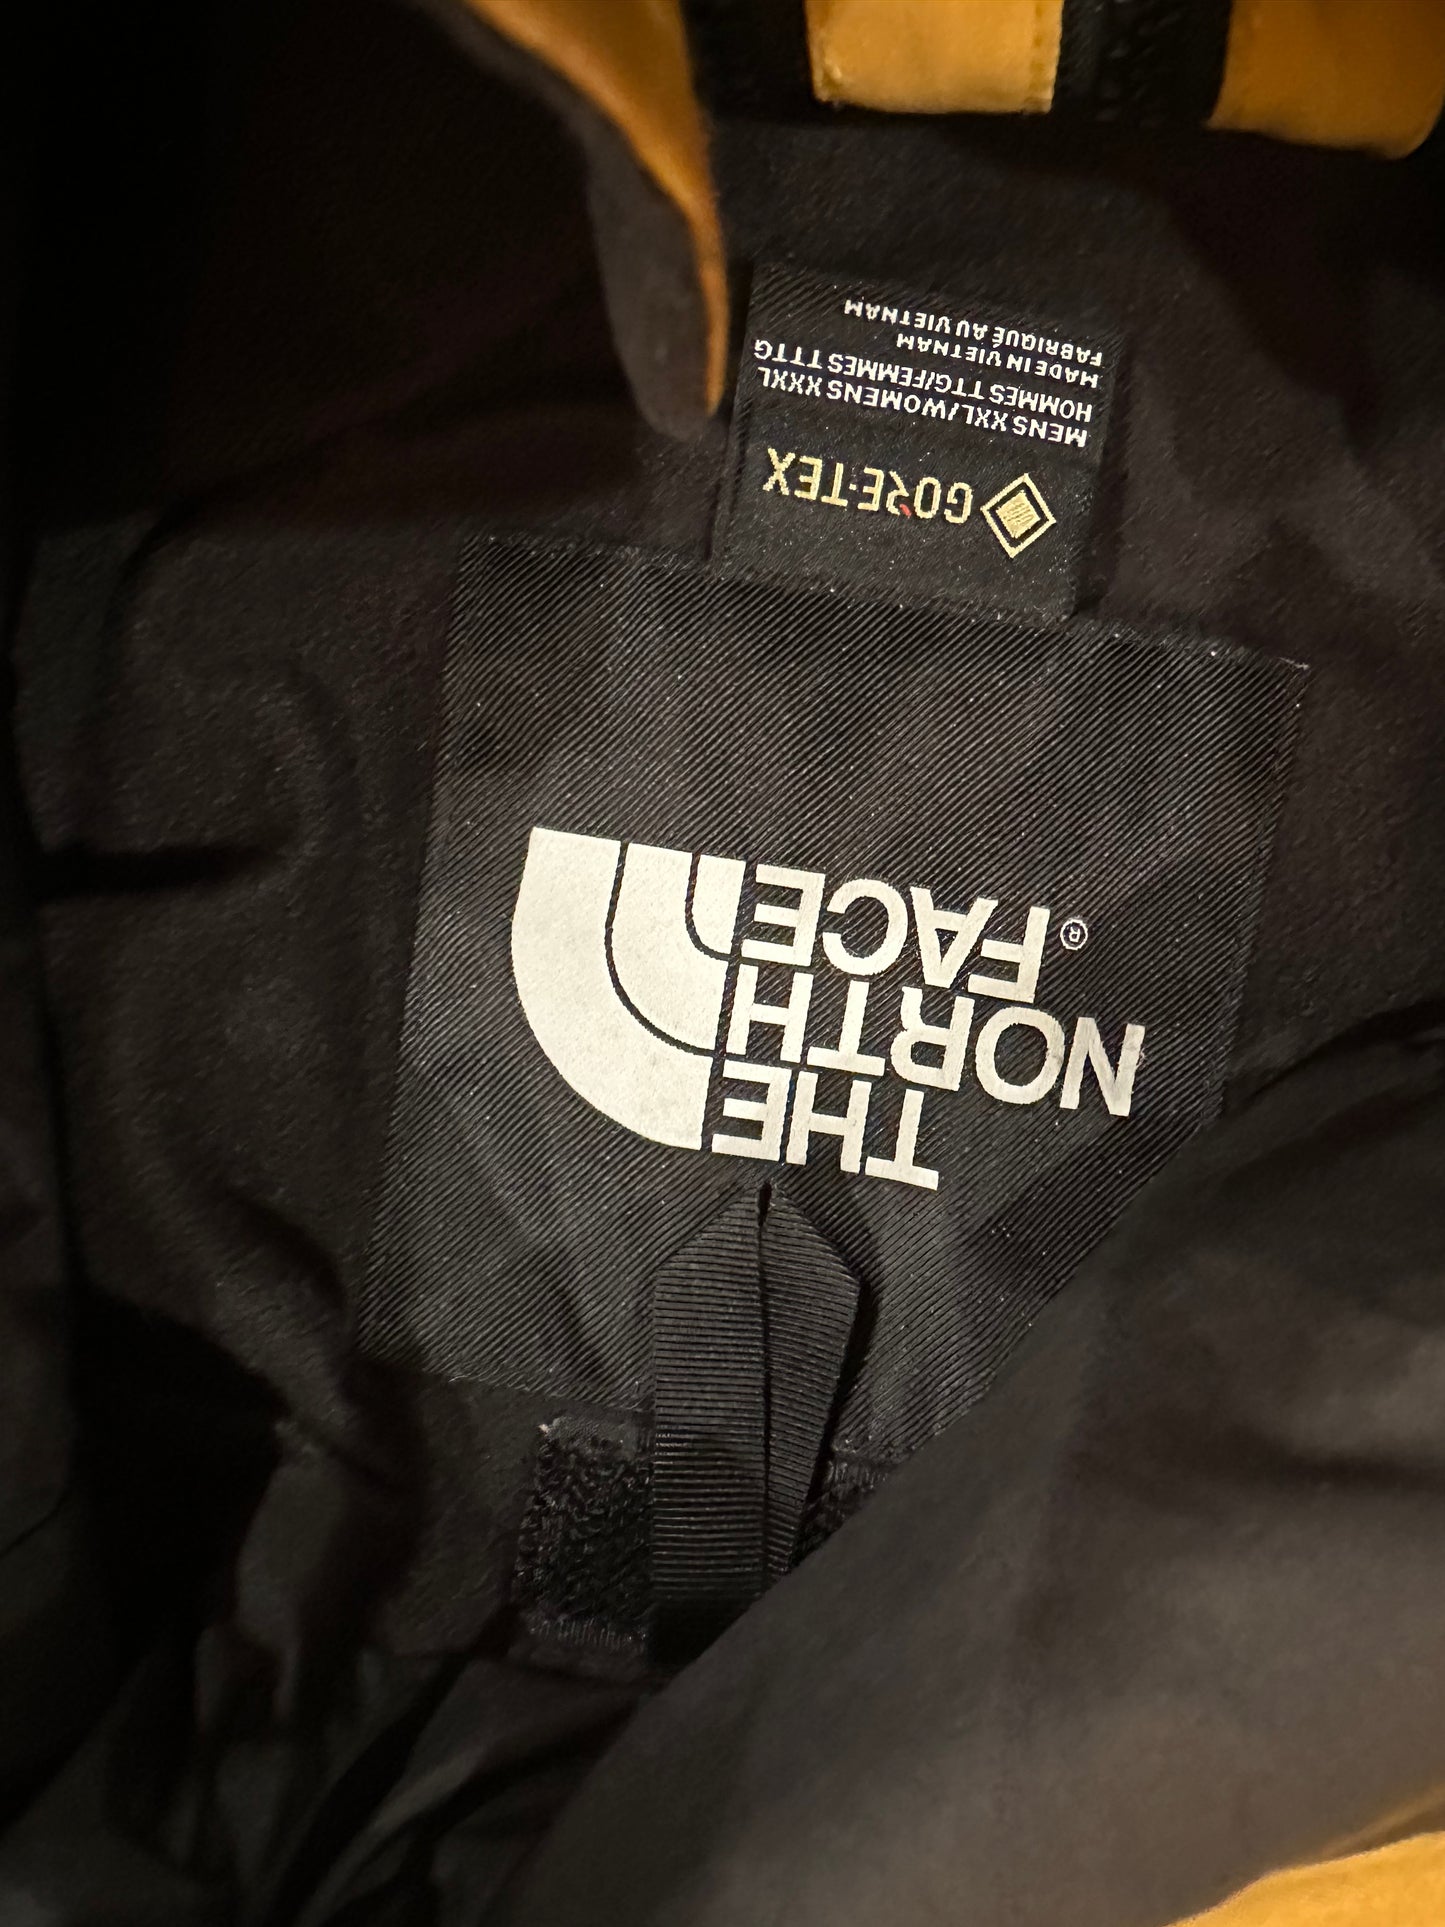 GORE-TEX
MENS XXL/WOMENS XXXL
HOMMES TTG/FEMMES TTTG
MADE IN VIETNAM
FABRIQUÉ AU VIETNAM
THE
NORTH
FACE®